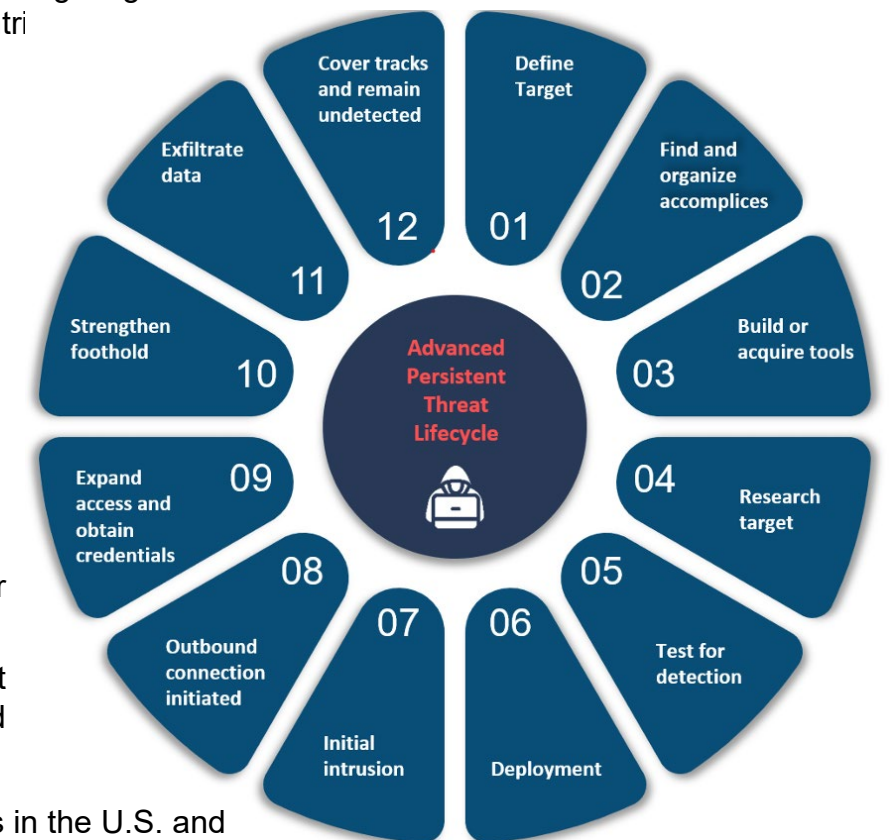 Advanced
Persistent
Threat
Lifecycle
Define
Target
01
Find and
organize
accomplices
02
Build or
acquire tools
03
04
Research
target
05
Test for
detection
06
Deployment
07
Initial
intrusion
08
Outbound
connection
initiated
09
Expand
access and
obtain
credentials
10
Strengthen
foothold
11
Exfiltrate
data
12
Cover tracks
and remain
undetected
in the U.S. and